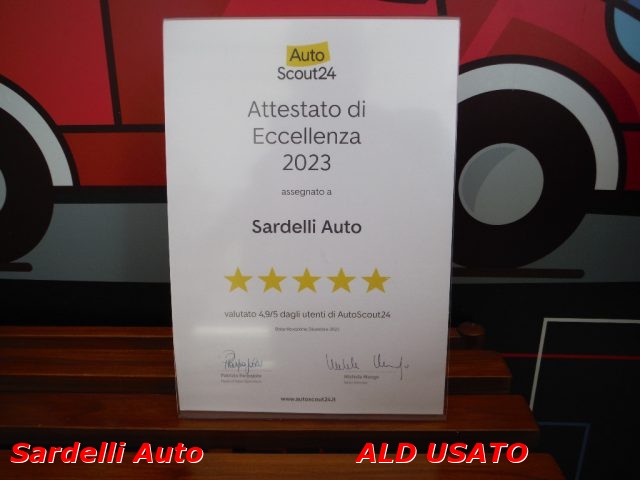 Auto
Scout24
Attestato di
Eccellenza
2023
assegnato a
Sardelli Auto
valutato 4,9/5 dagli utenti di AutoScout24
www.autoscout24.it
Sardelli Auto
ALD USATO